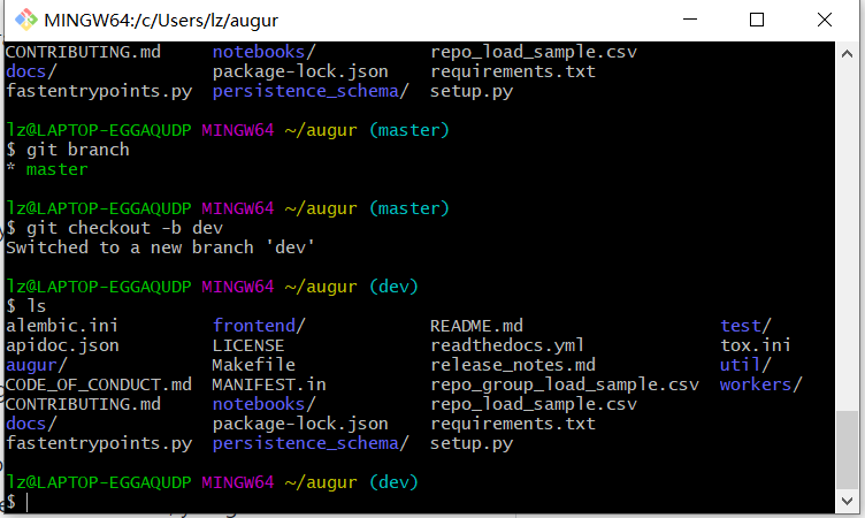 MINGW64:/c/Users/lz/augur
CONTRIBUTING.md notebooks/ repo_load_sample.csv
docs/ package-lock.json requirements.txt
fastentrypoints.py persistence_schema/ setup.py
lz@LAPTOP-EGGAQUDP MINGW64 ~/augur (master)
$ git branch
* master
lz@LAPTOP-EGGAQUDP MINGW64 ~/augur (master)
$ git checkout -b dev
Switched to a new branch 'dev'
lz@LAPTOP-EGGAQUDP MINGW64 ~/augur (dev)
$ ls
alembic.ini frontend/ README.md test/
apidoc.json LICENSE readthedocs.yml tox.ini
augur/ Makefile release_notes.md util/
CODE_OF_CONDUCT.md MANIFEST.in repo_group_load_sample.csv workers/
CONTRIBUTING.md notebooks/ repo_load_sample.csv
docs/ package-lock.json requirements.txt
fastentrypoints.py persistence_schema/ setup.py
lz@LAPTOP-EGGAQUDP MINGW64 ~/augur (dev)
$